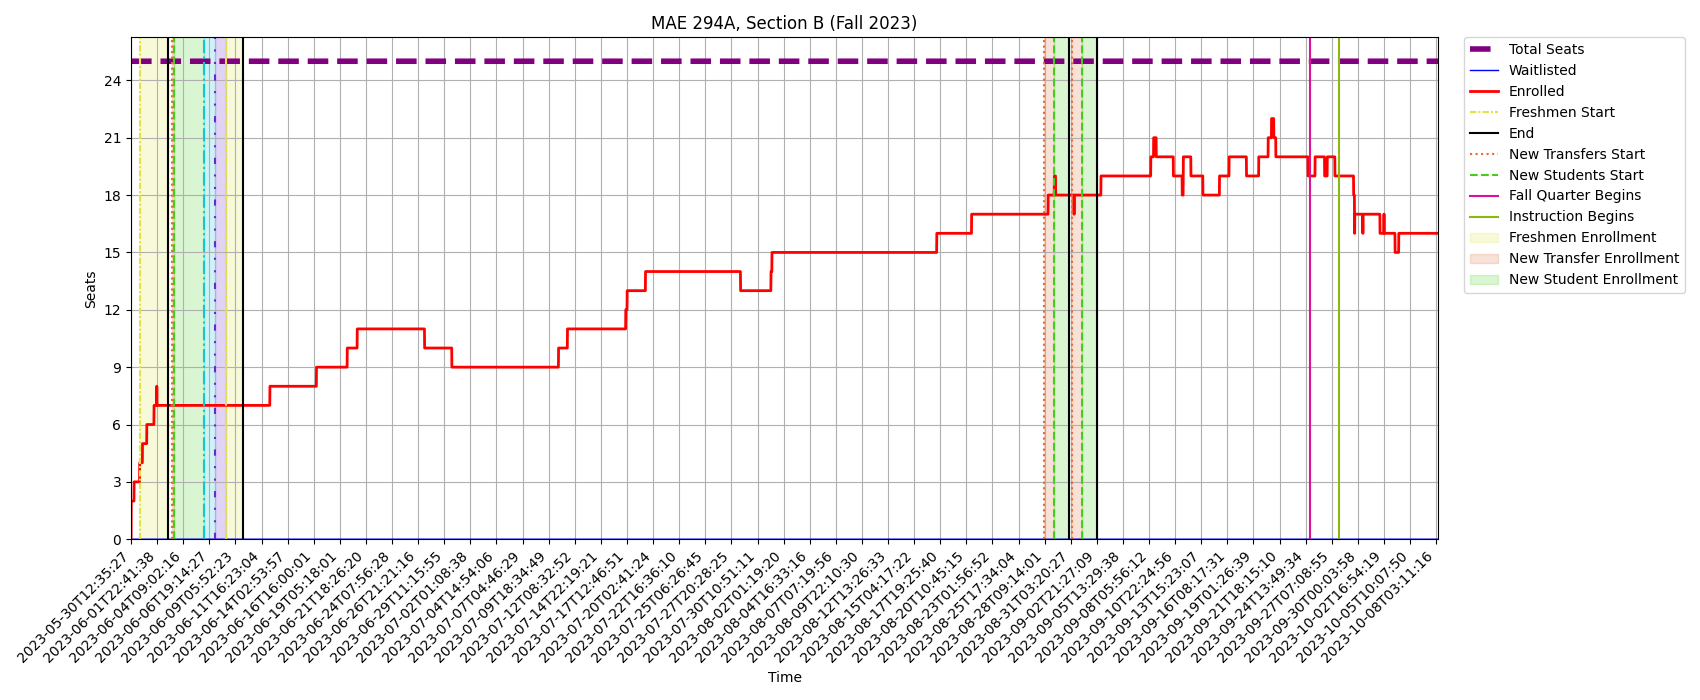 MAE 294A, Section B (Fall 2023)
Seats
24
21
18
15
12
9
6
3
0
2023-05-30T12:35:27
2023-06-01T22:41:38
2023-06-04T09:02:16
2023-06-06T19:14:27
2023-06-09T05:52:23
2023-06-11T16:23:04
2023-06-14T02:53:57
2023-06-16T16:00:01
2023-06-19T05:18:01
2023-06-21T18:26:20
2023-06-24T07:56:28
2023-06-26T21:21:16
2023-06-29T11:15:55
2023-07-02T01:08:38
2023-07-04T14:54:06
2023-07-07T04:46:29
2023-07-09T18:34:49
2023-07-12T08:32:52
2023-07-14T22:19:21
2023-07-17T12:46:51
2023-07-20T02:41:24
2023-07-22T16:36:10
2023-07-25T06:26:45
2023-07-27T20:28:25
2023-07-30T10:51:11
2023-08-02T01:19:20
2023-08-04T16:33:16
2023-08-07T07:19:56
2023-08-09T22:10:30
2023-08-12T13:26:33
2023-08-15T04:17:22
2023-08-17T19:25:40
2023-08-20T10:45:15
2023-08-23T01:56:52
2023-08-25T17:34:04
2023-08-28T09:14:01
2023-08-31T03:20:27
2023-09-02T21:27:09
2023-09-05T13:29:38
2023-09-08T05:56:12
2023-09-10T22:24:56
2023-09-13T15:23:07
2023-09-16T08:17:31
2023-09-19T01:26:39
2023-09-21T18:15:10
2023-09-24T13:49:34
2023-09-27T07:08:55
2023-09-30T00:03:58
2023-10-02T16:54:19
2023-10-05T10:07:50
2023-10-08T03:11:16
Time
Total Seats
Waitlisted
Enrolled
Freshmen Start
End
New Transfers Start
New Students Start
Fall Quarter Begins
Instruction Begins
Freshmen Enrollment
New Transfer Enrollment
New Student Enrollment